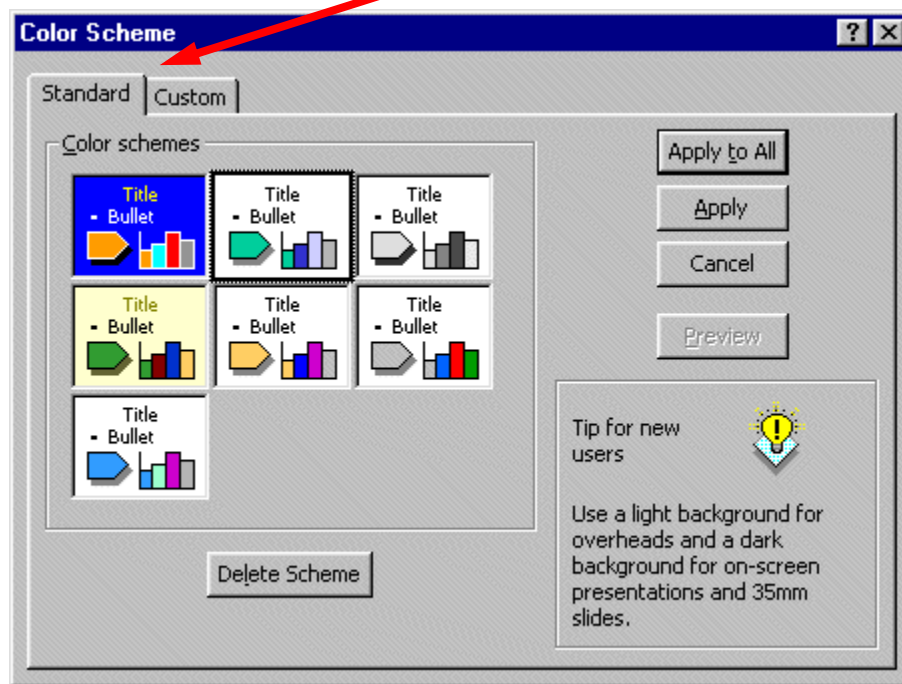 Color Scheme
Standard Custom
Color schemes
Title
- Bullet
Title
- Bullet
Title
- Bullet
Title
- Bullet
Title
- Bullet
Title
- Bullet
Title
- Bullet
Delete Scheme
Apply to All
Apply
Cancel
Preview
Tip for new
users
Use a light background for
overheads and a dark
background for on-screen
presentations and 35mm
slides.